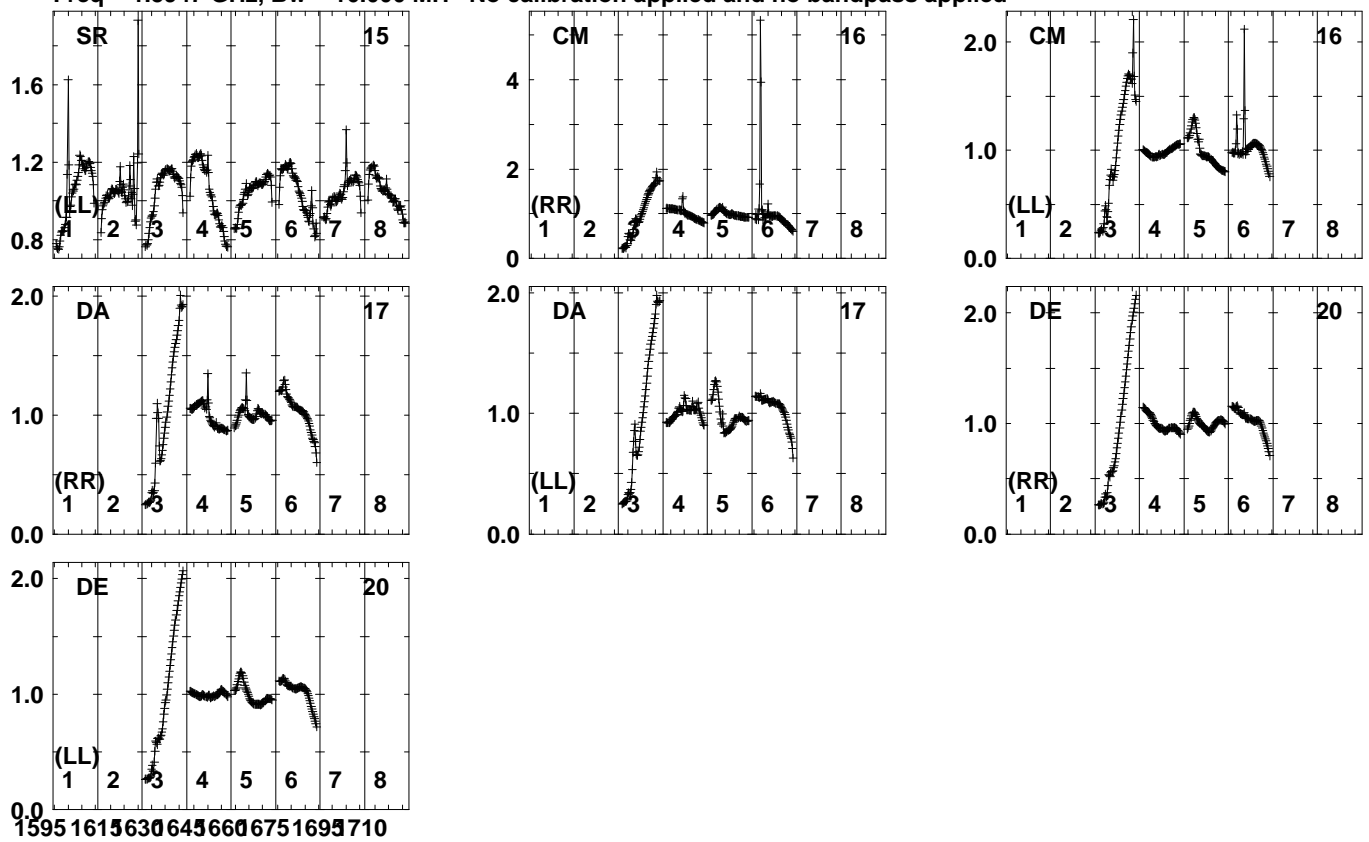 No calibration applied and no bandpass applied
SR 15
1.6
1.2
(LL)
0.8
1 2 3 4 5 6 7 8
CM 16
4
2
(RR)
0
1 2 3 4 5 6 7 8
CM 16
2.0
1.0
(LL)
0.0
1 2 3 4 5 6 7 8
DA 17
2.0
1.0
(RR)
0.0
1 2 3 4 5 6 7 8
DA 17
2.0
1.0
(LL)
0.0
1 2 3 4 5 6 7 8
DE 20
2.0
1.0
(RR)
0.0
1 2 3 4 5 6 7 8
DE 20
2.0
1.0
(LL)
0.0
1 2 3 4 5 6 7 8
1595 1615 1630 1645 1660 1675 1695 1710